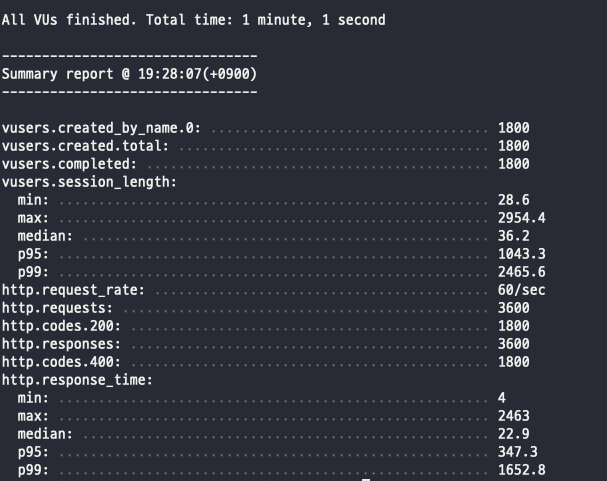 All VUs finished. Total time: 1 minute, 1 second
--------------------------------
Summary report @ 19:28:07(+0900)
--------------------------------
vusers.created_by_name.0: ................................... 1800
vusers.created.total: ....................................... 1800
vusers.completed: ........................................... 1800
vusers.session_length:
  min: ...................................................... 28.6
  max: ...................................................... 2954.4
  median: ................................................... 36.2
  p95: ...................................................... 1043.3
  p99: ...................................................... 2465.6
http.request_rate: .......................................... 60/sec
http.requests: .............................................. 3600
http.codes.200: ............................................. 1800
http.responses: ............................................. 3600
http.codes.400: ............................................. 1800
http.response_time:
  min: ...................................................... 4
  max: ...................................................... 2463
  median: ................................................... 22.9
  p95: ...................................................... 347.3
  p99: ...................................................... 1652.8